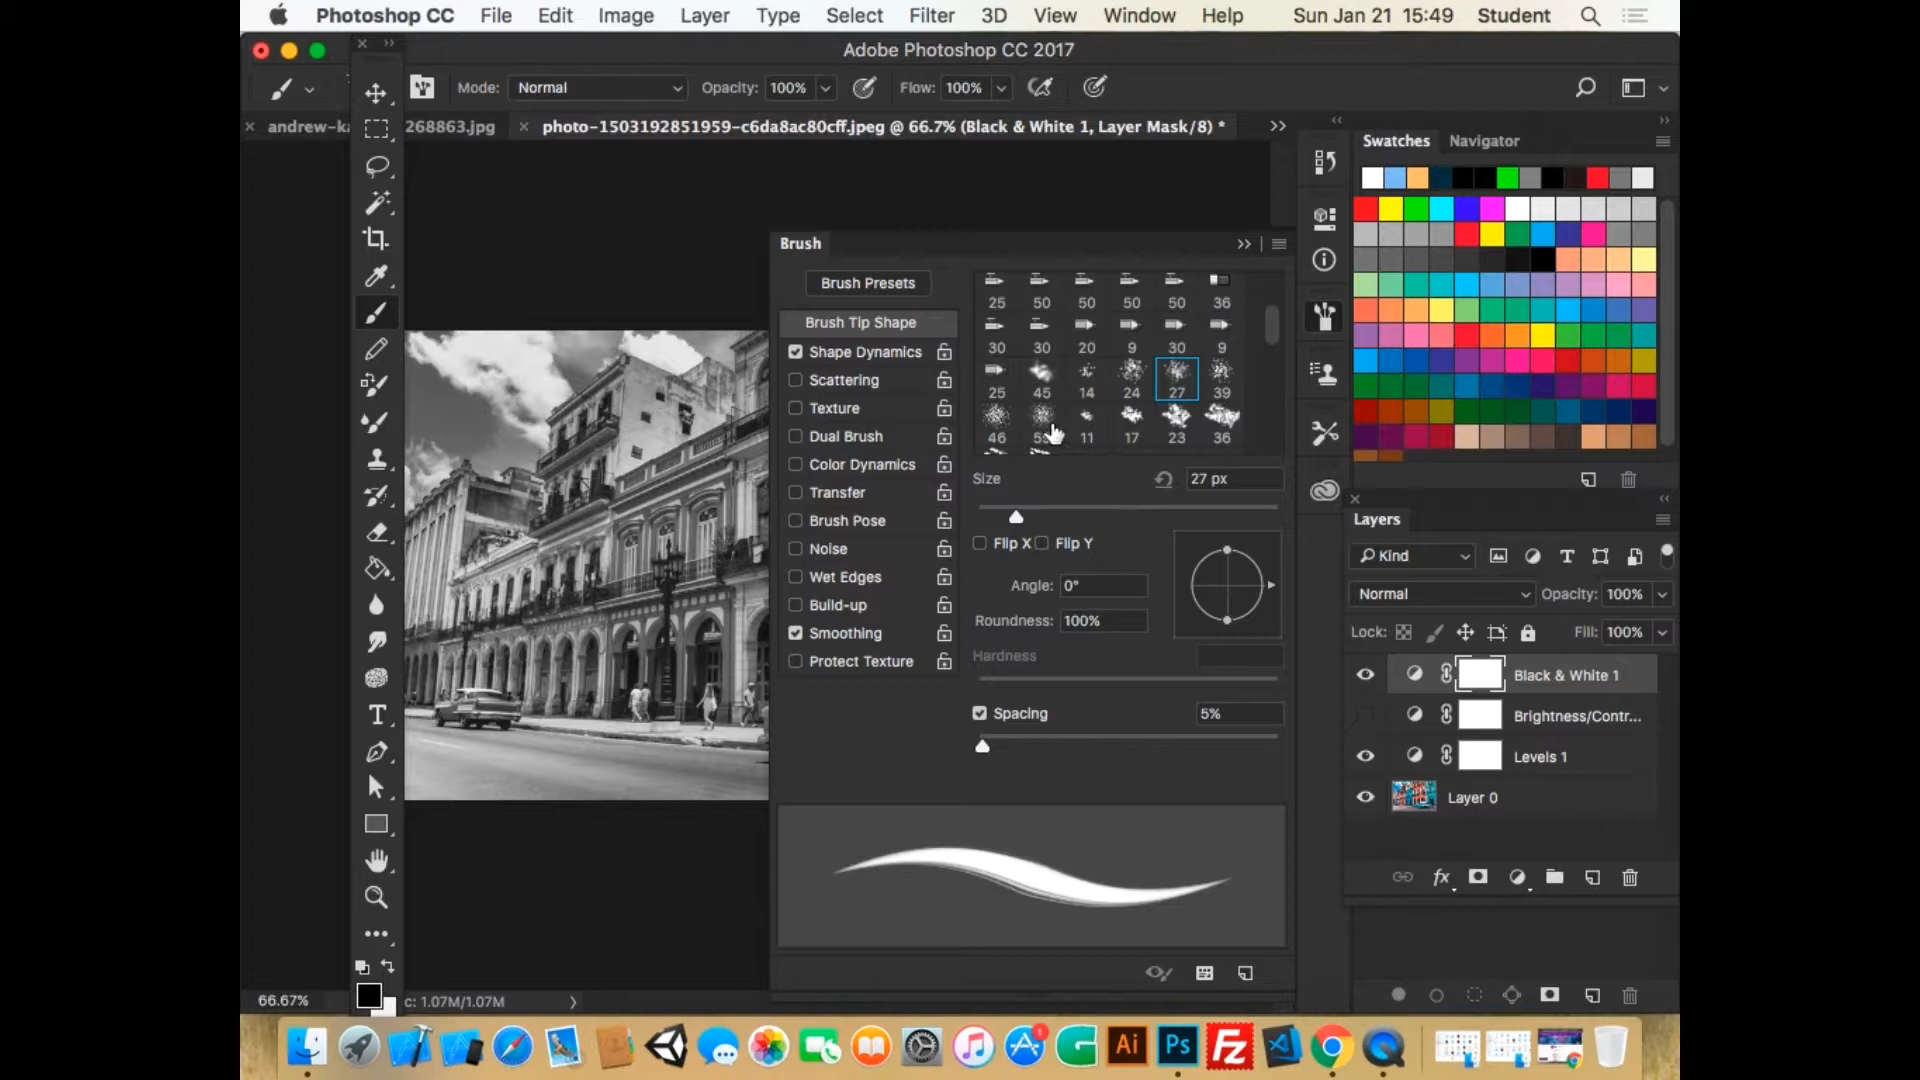 Photoshop CC File Edit Image Layer Type Select Filter 3D View Window Help Sun Jan 21 15:49 Student
Adobe Photoshop CC 2017
Mode: Normal Opacity: 100% Flow: 100%
andrew-ka 268863.jpg photo-1503192851959-c6da8ac80cff.jpeg @ 66.7% (Black & White 1, Layer Mask/8) *
Swatches Navigator
Brush
Brush Presets
Brush Tip Shape
Shape Dynamics
Scattering
Texture
Dual Brush
Color Dynamics
Transfer
Brush Pose
Noise
Wet Edges
Build-up
Smoothing
Protect Texture
25 50 50 50 50 36
30 30 20 9 30 9
25 45 14 24 27 39
46 11 17 23 36
Size 27 px
Flip X Flip Y
Angle: 0°
Roundness: 100%
Hardness
Spacing 5%
Layers
Kind
Normal Opacity: 100%
Lock: Fill: 100%
Black & White 1
Brightness/Contr...
Levels 1
Layer 0
fx
66.67% c: 1.07M/1.07M
1
Ai Ps Fz